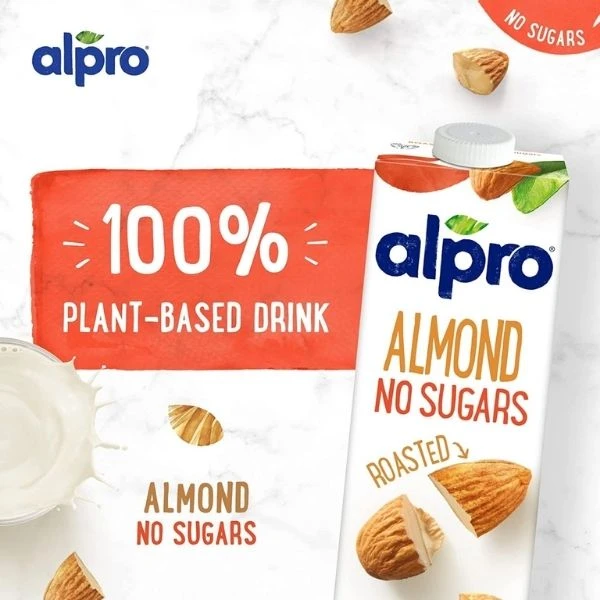 alpro
NO SUGARS
100%
PLANT-BASED DRINK
ALMOND
NO SUGARS
alpro
ALMOND
NO SUGARS
ROASTED